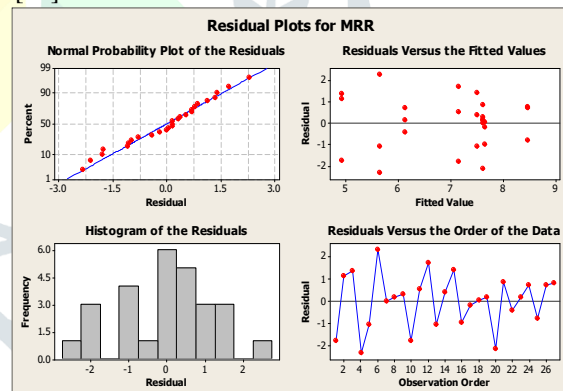 Residual Plots for MRR
Normal Probability Plot of the Residuals
99
90
50
10
1
Percent
-3.0 -1.5 0.0 1.5 3.0
Residual
Residuals Versus the Fitted Values
2
1
0
-1
-2
Residual
5 6 7 8 9
Fitted Value
Histogram of the Residuals
6.0
4.5
3.0
1.5
0.0
Frequency
-2 -1 0 1 2
Residual
Residuals Versus the Order of the Data
2
1
0
-1
-2
Residual
2 4 6 8 10 12 14 16 18 20 22 24 26
Observation Order